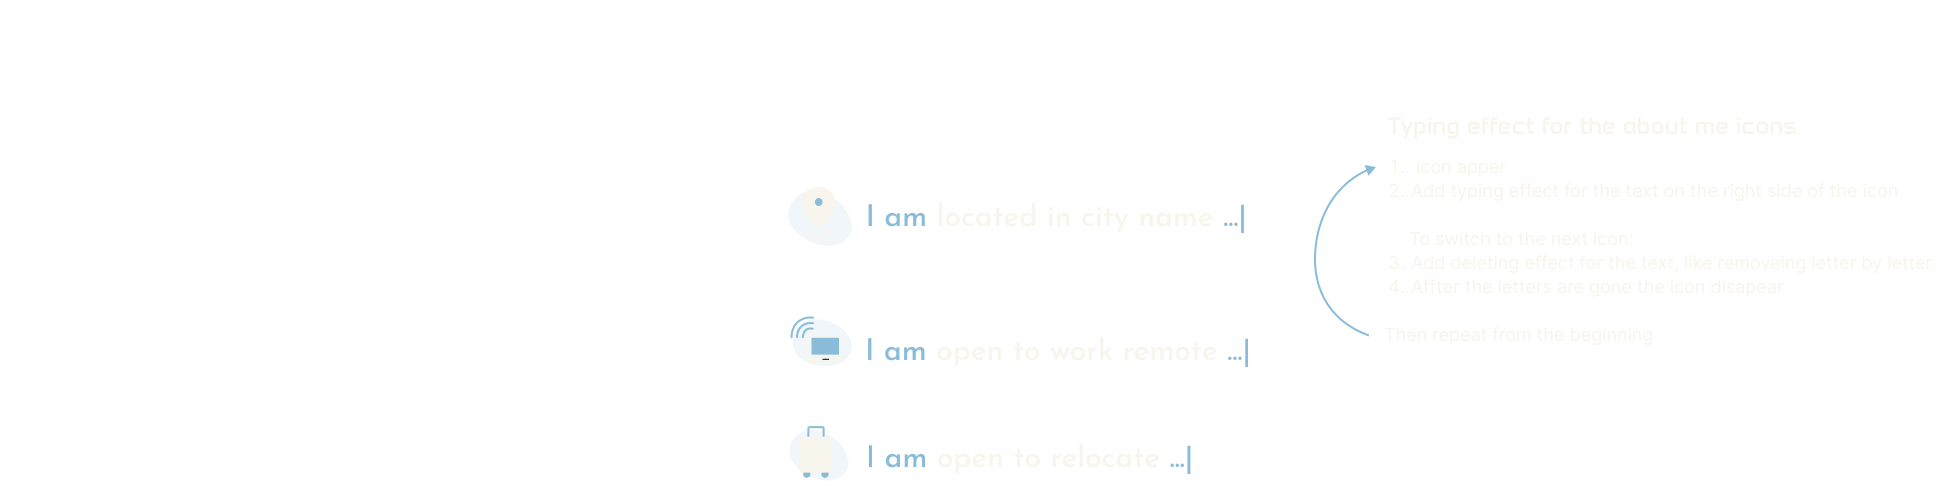 Typing effect for the about me icons
1. icon apper
2. Add typing effect for the text on the right side of the icon
To switch to the next icon:
3. Add deleting effect for the text, like removeing letter by letter
4. Affter the letters are gone the icon disapear
Then repeat from the beginning
I am located in city name ...|
I am open to work remote ...|
I am open to relocate ...|